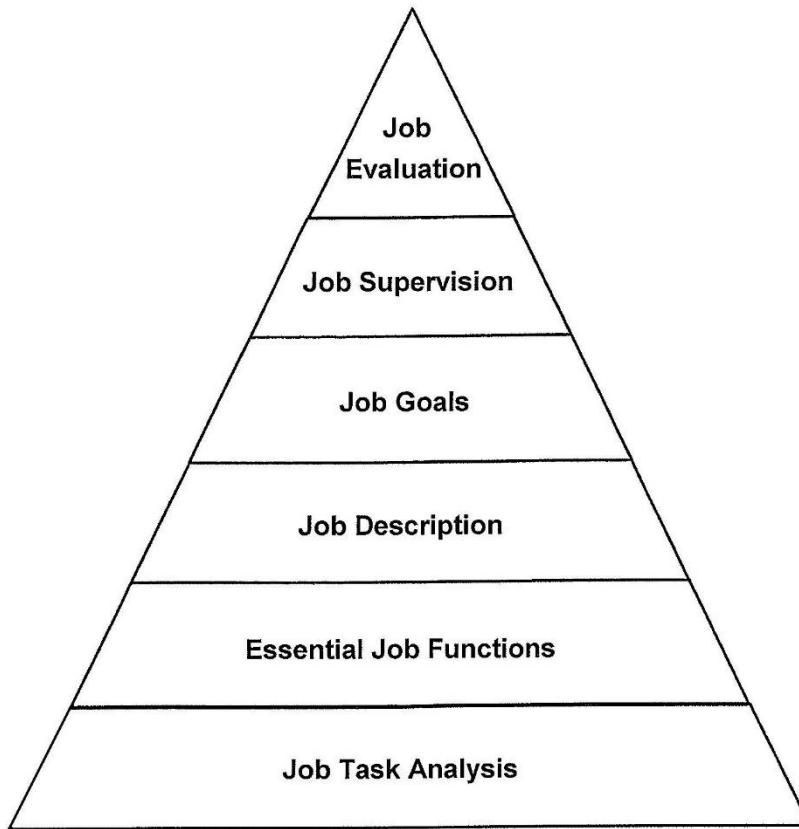 Job
Evaluation
Job Supervision
Job Goals
Job Description
Essential Job Functions
Job Task Analysis